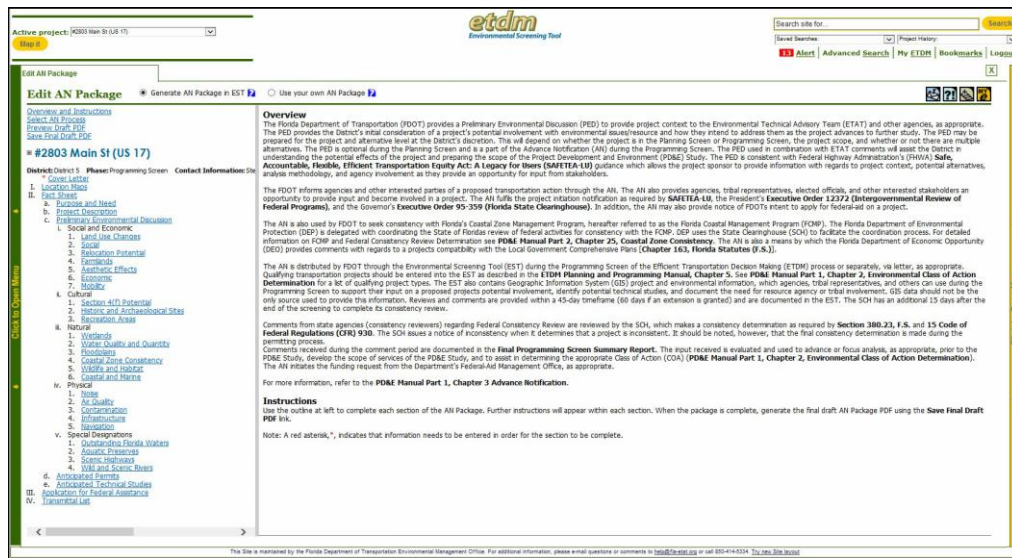 Active project: #2803 Main St (US 17)
Map it
etdm
Environmental Screening Tool
Search site for...
Search
Saved Searches:
Project History:
13 Alert | Advanced Search | My ETDM | Bookmarks | Logou
Edit AN Package
X
Edit AN Package
Generate AN Package in EST
Use your own AN Package
Overview and Instructions
Select AN Process
Preview Draft PDF
Save Final Draft PDF
#2803 Main St (US 17)
District: District 5 Phase: Programming Screen Contact Information: Ste
* Cover Letter
I. Location Maps
II. Fact Sheet
a. Purpose and Need
b. Project Description
c. Preliminary Environmental Discussion
i. Social and Economic
1. Land Use Changes
2. Social
3. Relocation Potential
4. Farmlands
5. Aesthetic Effects
6. Economic
7. Mobility
ii. Cultural
1. Section 4(f) Potential
2. Historic and Archaeological Sites
3. Recreation Areas
iii. Natural
1. Wetlands
2. Water Quality and Quantity
3. Floodplains
4. Coastal Zone Consistency
5. Wildlife and Habitat
6. Coastal and Marine
iv. Physical
1. Noise
2. Air Quality
3. Contamination
4. Infrastructure
5. Navigation
v. Special Designations
1. Outstanding Florida Waters
2. Aquatic Preserves
3. Scenic Highways
4. Wild and Scenic Rivers
d. Anticipated Permits
e. Anticipated Technical Studies
III. Application for Federal Assistance
IV. Transmittal List
Click to Open Menu
Overview
The Florida Department of Transportation (FDOT) provides a Preliminary Environmental Discussion (PED) to provide project context to the Environmental Technical Advisory Team (ETAT) and other agencies, as appropriate.
The PED provides the District's initial consideration of a project's potential involvement with environmental issues/resource and how they intend to address them as the project advances to further study. The PED may be
prepared for the project and alternative level at the District's discretion. This will depend on whether the project is in the Planning Screen or Programming Screen, the project scope, and whether or not there are multiple
alternatives. The PED is optional during the Planning Screen and is a part of the Advance Notification (AN) during the Programming Screen. The PED used in combination with ETAT comments will assist the District in
understanding the potential effects of the project and preparing the scope of the Project Development and Environment (PD&E) Study. The PED is consistent with Federal Highway Administration's (FHWA) Safe,
Accountable, Flexible, Efficient Transportation Equity Act: A Legacy for Users (SAFETEA-LU) guidance which allows the project sponsor to provide information with regards to project context, potential alternatives,
analysis methodology, and agency involvement as they provide an opportunity for input from stakeholders.
The FDOT informs agencies and other interested parties of a proposed transportation action through the AN. The AN also provides agencies, tribal representatives, elected officials, and other interested stakeholders an
opportunity to provide input and become involved in a project. The AN fulfils the project initiation notification as required by SAFETEA-LU, the President's Executive Order 12372 (Intergovernmental Review of
Federal Programs), and the Governor's Executive Order 95-359 (Florida State Clearinghouse). In addition, the AN may also provide notice of FDOTs intent to apply for federal-aid on a project.
The AN is also used by FDOT to seek consistency with Florida's Coastal Zone Management Program, hereafter referred to as the Florida Coastal Management Program (FCMP). The Florida Department of Environmental
Protection (DEP) is delegated with coordinating the State of Floridas review of federal activities for consistency with the FCMP. DEP uses the State Clearinghouse (SCH) to facilitate the coordination process. For detailed
information on FCMP and Federal Consistency Review Determination see PD&E Manual Part 2, Chapter 25, Coastal Zone Consistency. The AN is also a means by which the Florida Department of Economic Opportunity
(DEO) provides comments with regards to a projects compatibility with the Local Government Comprehensive Plans [Chapter 163, Florida Statutes (F.S.)].
The AN is distributed by FDOT through the Environmental Screening Tool (EST) during the Programming Screen of the Efficient Transportation Decision Making (ETDM) process or separately, via letter, as appropriate.
Qualifying transportation projects should be entered into the EST as described in the ETDM Planning and Programming Manual, Chapter 5. See PD&E Manual Part 1, Chapter 2, Environmental Class of Action
Determination for a list of qualifying project types. The EST also contains Geographic Information System (GIS) project and environmental information, which agencies, tribal representatives, and others can use during the
Programming Screen to support their input on a proposed projects potential involvement, identify potential technical studies, and document the need for resource agency or tribal involvement. GIS data should not be the
only source used to provide this information. Reviews and comments are provided within a 45-day timeframe (60 days if an extension is granted) and are documented in the EST. The SCH has an additional 15 days after the
end of the screening to complete its consistency review.
Comments from state agencies (consistency reviewers) regarding Federal Consistency Review are reviewed by the SCH, which makes a consistency determination as required by Section 380.23, F.S. and 15 Code of
Federal Regulations (CFR) 930. The SCH issues a notice of inconsistency when it determines that a project is inconsistent. It should be noted, however, that the final consistency determination is made during the
permitting process.
Comments received during the comment period are documented in the Final Programming Screen Summary Report. The input received is evaluated and used to advance or focus analysis, as appropriate, prior to the
PD&E Study, develop the scope of services of the PD&E Study, and to assist in determining the appropriate Class of Action (COA) (PD&E Manual Part 1, Chapter 2, Environmental Class of Action Determination).
The AN initiates the funding request from the Department's Federal-Aid Management Office, as appropriate.
For more information, refer to the PD&E Manual Part 1, Chapter 3 Advance Notification.
Instructions
Use the outline at left to complete each section of the AN Package. Further instructions will appear within each section. When the package is complete, generate the final draft AN Package PDF using the Save Final Draft
PDF link.
Note: A red asterisk,*, indicates that information needs to be entered in order for the section to be complete.
This Site is maintained by the Florida Department of Transportation Environmental Management Office. For additional information, please e-mail questions or comments to help@fla-etat.org or call 850-414-5334. Try new Site layout